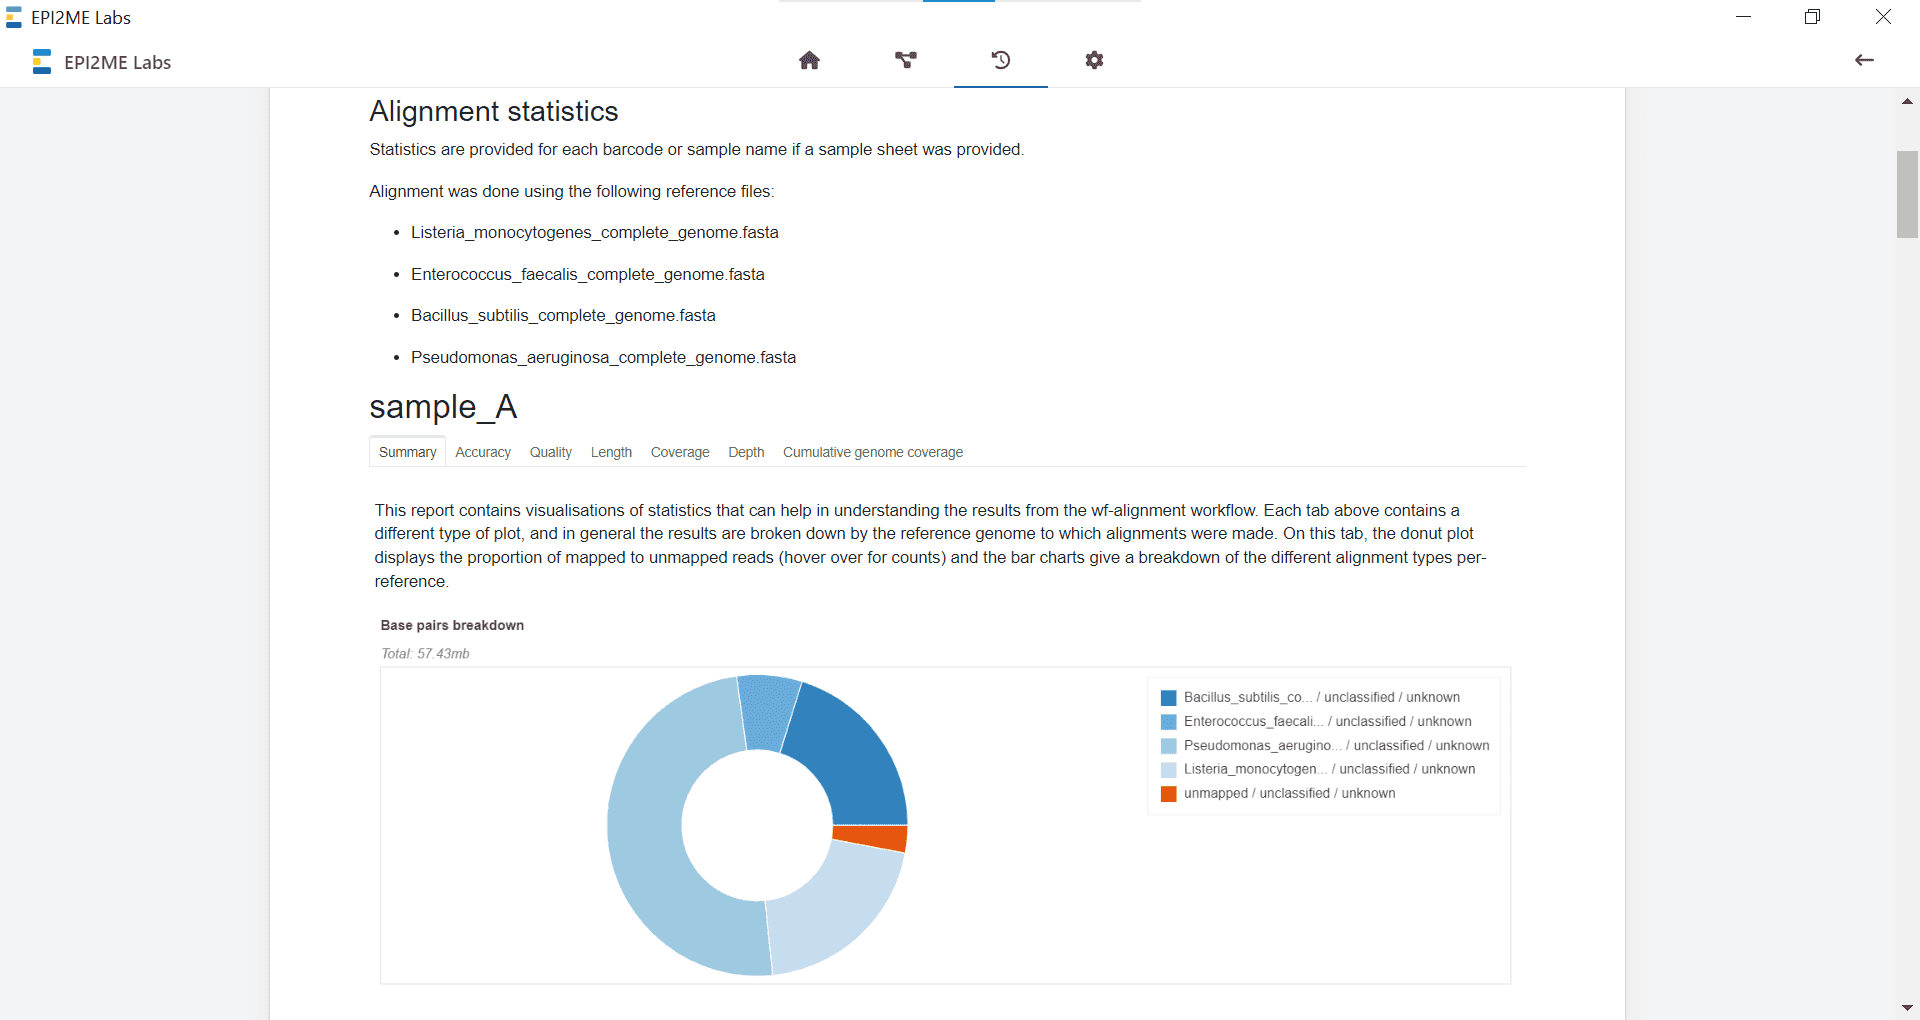 EPI2ME Labs
EPI2ME Labs
Alignment statistics
Statistics are provided for each barcode or sample name if a sample sheet was provided.
Alignment was done using the following reference files:
• Listeria_monocytogenes_complete_genome.fasta
• Enterococcus_faecalis_complete_genome.fasta
• Bacillus_subtilis_complete_genome.fasta
• Pseudomonas_aeruginosa_complete_genome.fasta
sample_A
Summary Accuracy Quality Length Coverage Depth Cumulative genome coverage
This report contains visualisations of statistics that can help in understanding the results from the wf-alignment workflow. Each tab above contains a
different type of plot, and in general the results are broken down by the reference genome to which alignments were made. On this tab, the donut plot
displays the proportion of mapped to unmapped reads (hover over for counts) and the bar charts give a breakdown of the different alignment types per-
reference.
Base pairs breakdown
Total: 57.43mb
Bacillus_subtilis_co... / unclassified / unknown
Enterococcus_faecali... / unclassified / unknown
Pseudomonas_aerugino... / unclassified / unknown
Listeria_monocytogen... / unclassified / unknown
unmapped / unclassified / unknown